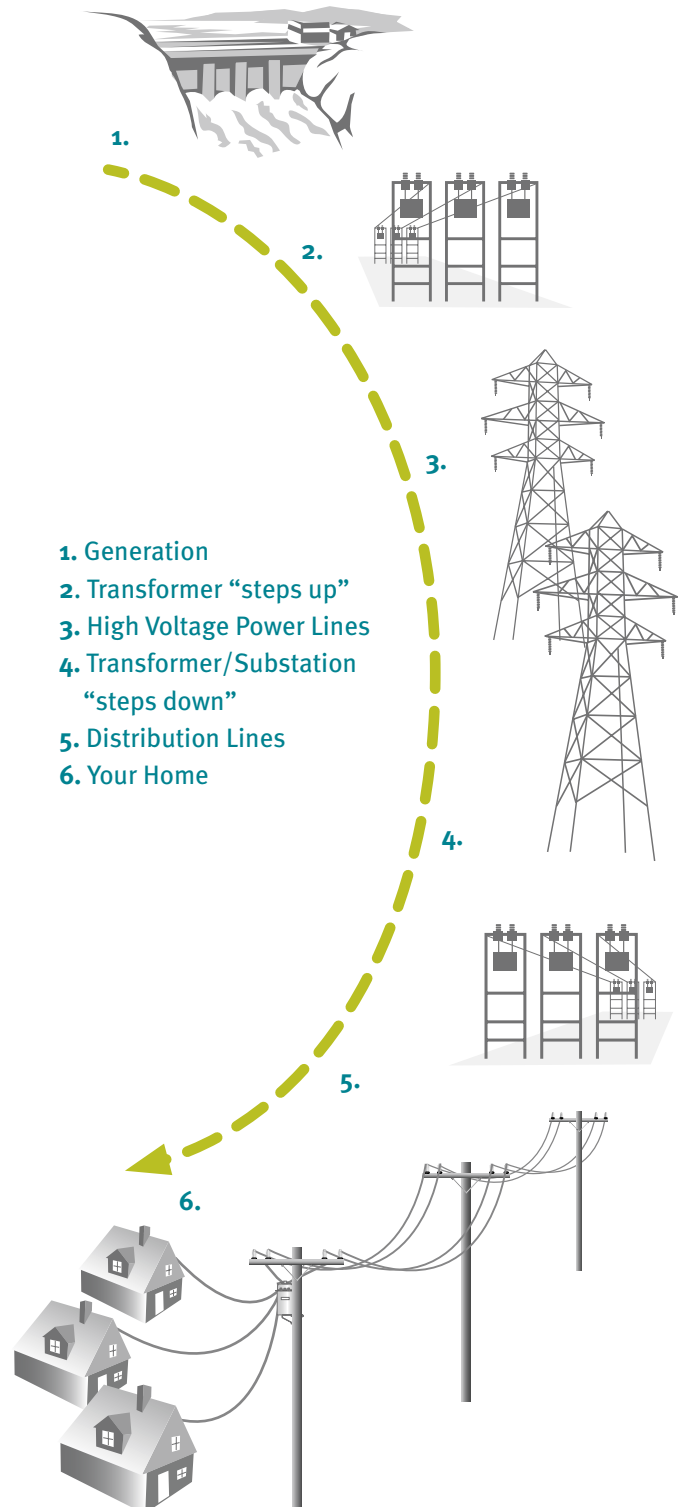 1.
2.
3.
1. Generation
2. Transformer “steps up”
3. High Voltage Power Lines
4. Transformer/Substation
“steps down”
5. Distribution Lines
6. Your Home
4.
5.
6.